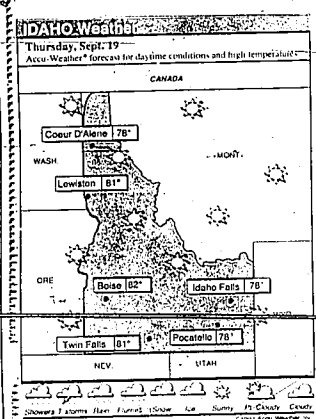 IDAHO Weather
Thursday, Sept. 19
Accu-Weather® forecast for daytime conditions and high temperatures
CANADA
Coeur D'Alene 78°
WASH.
MONT.
Lewiston 81°
ORE
Boise 82°
Idaho Falls 78°
Twin Falls 81°
Pocatello 78°
NEV.
UTAH
Showers T-storms Rain Flurries Snow Ice Sunny Pt. Cloudy Cloudy